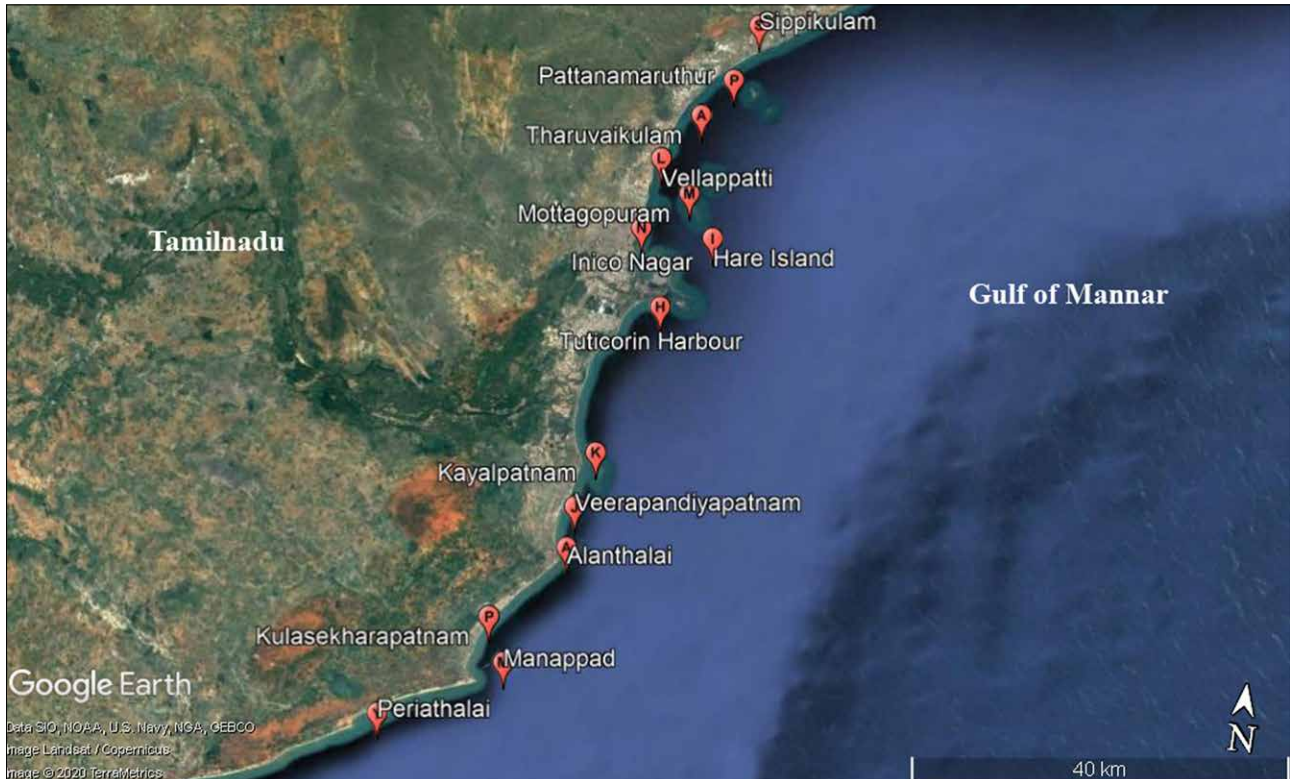 Sippikulam
Pattanamaruthur
P
A
Tharuvaikulam
L
Vellappatti
M
Mottagopuram
N
I
Tamilnadu
Inico Nagar
Hare Island
Gulf of Mannar
H
Tuticorin Harbour
K
Kayalpatnam
Veerapandiyapatnam
A
Alanthalai
P
Kulasekharapatnam
Manappad
Google Earth
Periathalai
Data SIO, NOAA, U.S. Navy, NGA, GEBCO
Image Landsat / Copernicus
Image © 2020 TerraMetrics
N
40 km